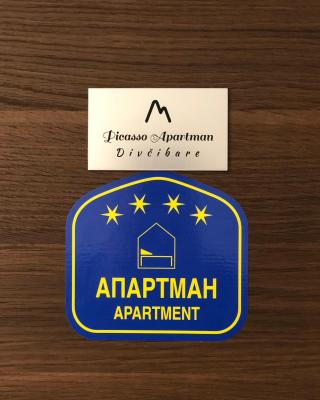 Picasso Apartman
Divčibare
АПАРТМАН
APARTMENT